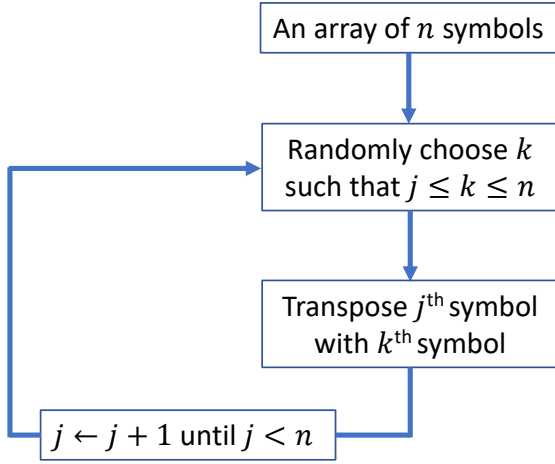 An array of n symbols
Randomly choose k
such that j ≤ k ≤ n
Transpose jᵗʰ symbol
with kᵗʰ symbol
j ← j + 1 until j < n